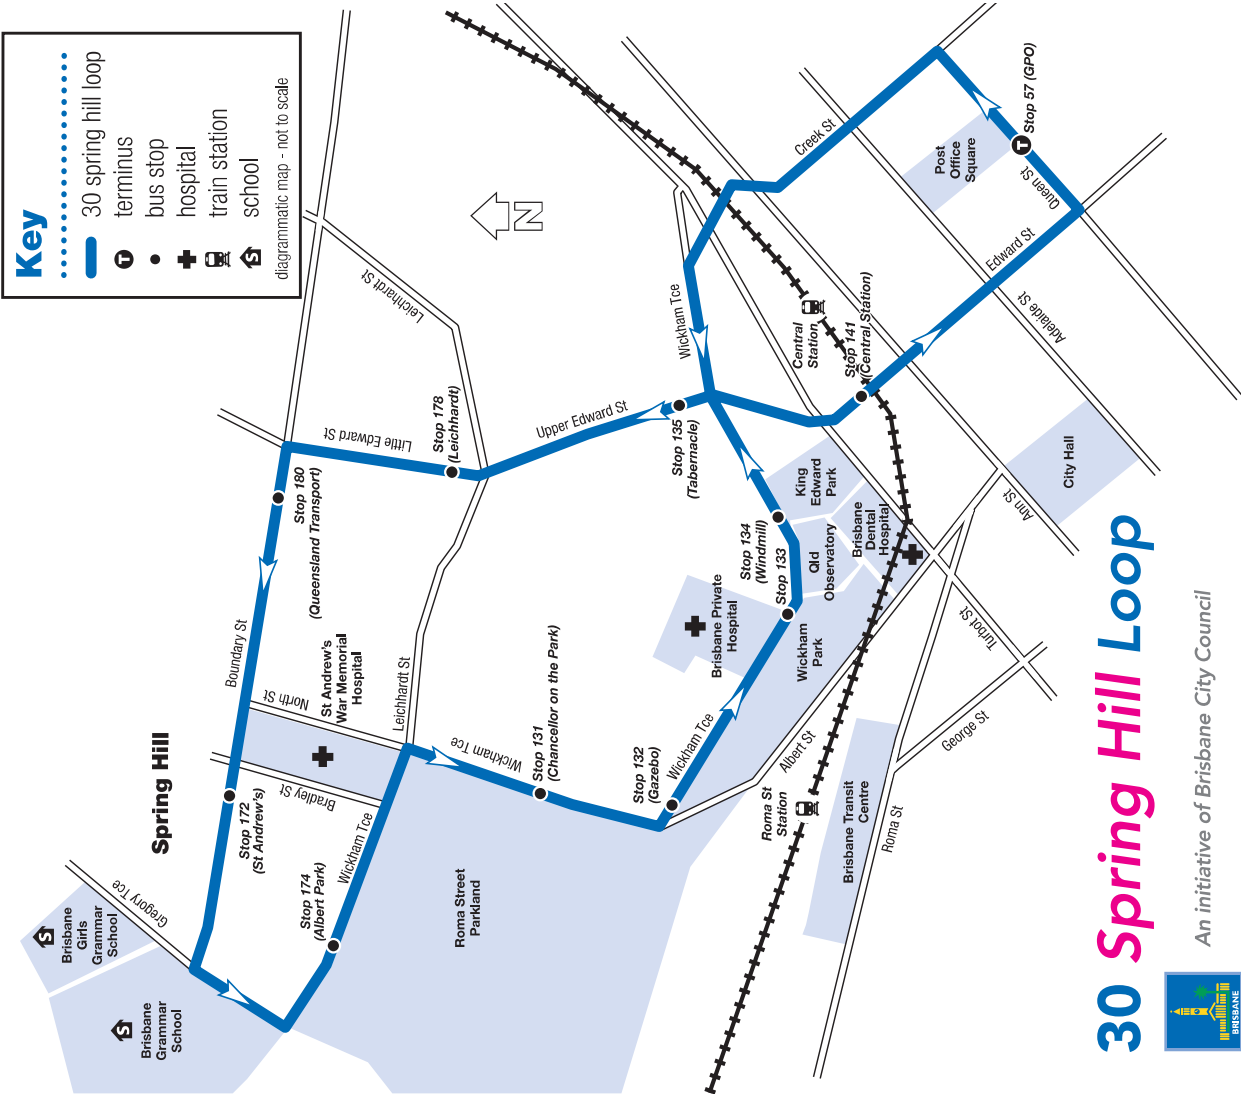 Key
30 spring hill loop
terminus
bus stop
hospital
train station
school
diagrammatic map - not to scale
T
S
N
Brisbane
Girls
Grammar
School
S
Brisbane
Grammar
School
S
Gregory Tce
Spring Hill
Stop 172
(St Andrew's)
Stop 174
(Albert Park)
Bradley St
Wickham Tce
Boundary St
North St
St Andrew's
War Memorial
Hospital
Stop 180
(Queensland Transport)
Little Edward St
Leichhardt St
Leichhardt St
Stop 178
(Leichhardt)
Wickham Tce
Stop 131
(Chancellor on the Park)
Roma Street
Parkland
Upper Edward St
Stop 132
(Gazebo)
Wickham Tce
Brisbane Private
Hospital
Stop 135
(Tabernacle)
Wickham Tce
Stop 134
(Windmill)
Stop 133
Wickham
Park
Qld
Observatory
King
Edward
Park
Brisbane
Dental
Hospital
Central
Station
Stop 141
(Central Station)
Creek St
Post
Office
Square
Stop 57 (GPO)
T
Queen St
Edward St
Adelaide St
City Hall
Ann St
Turbot St
George St
Albert St
Roma St
Station
Brisbane Transit
Centre
Roma St
30 Spring Hill Loop
An initiative of Brisbane City Council
BRISBANE